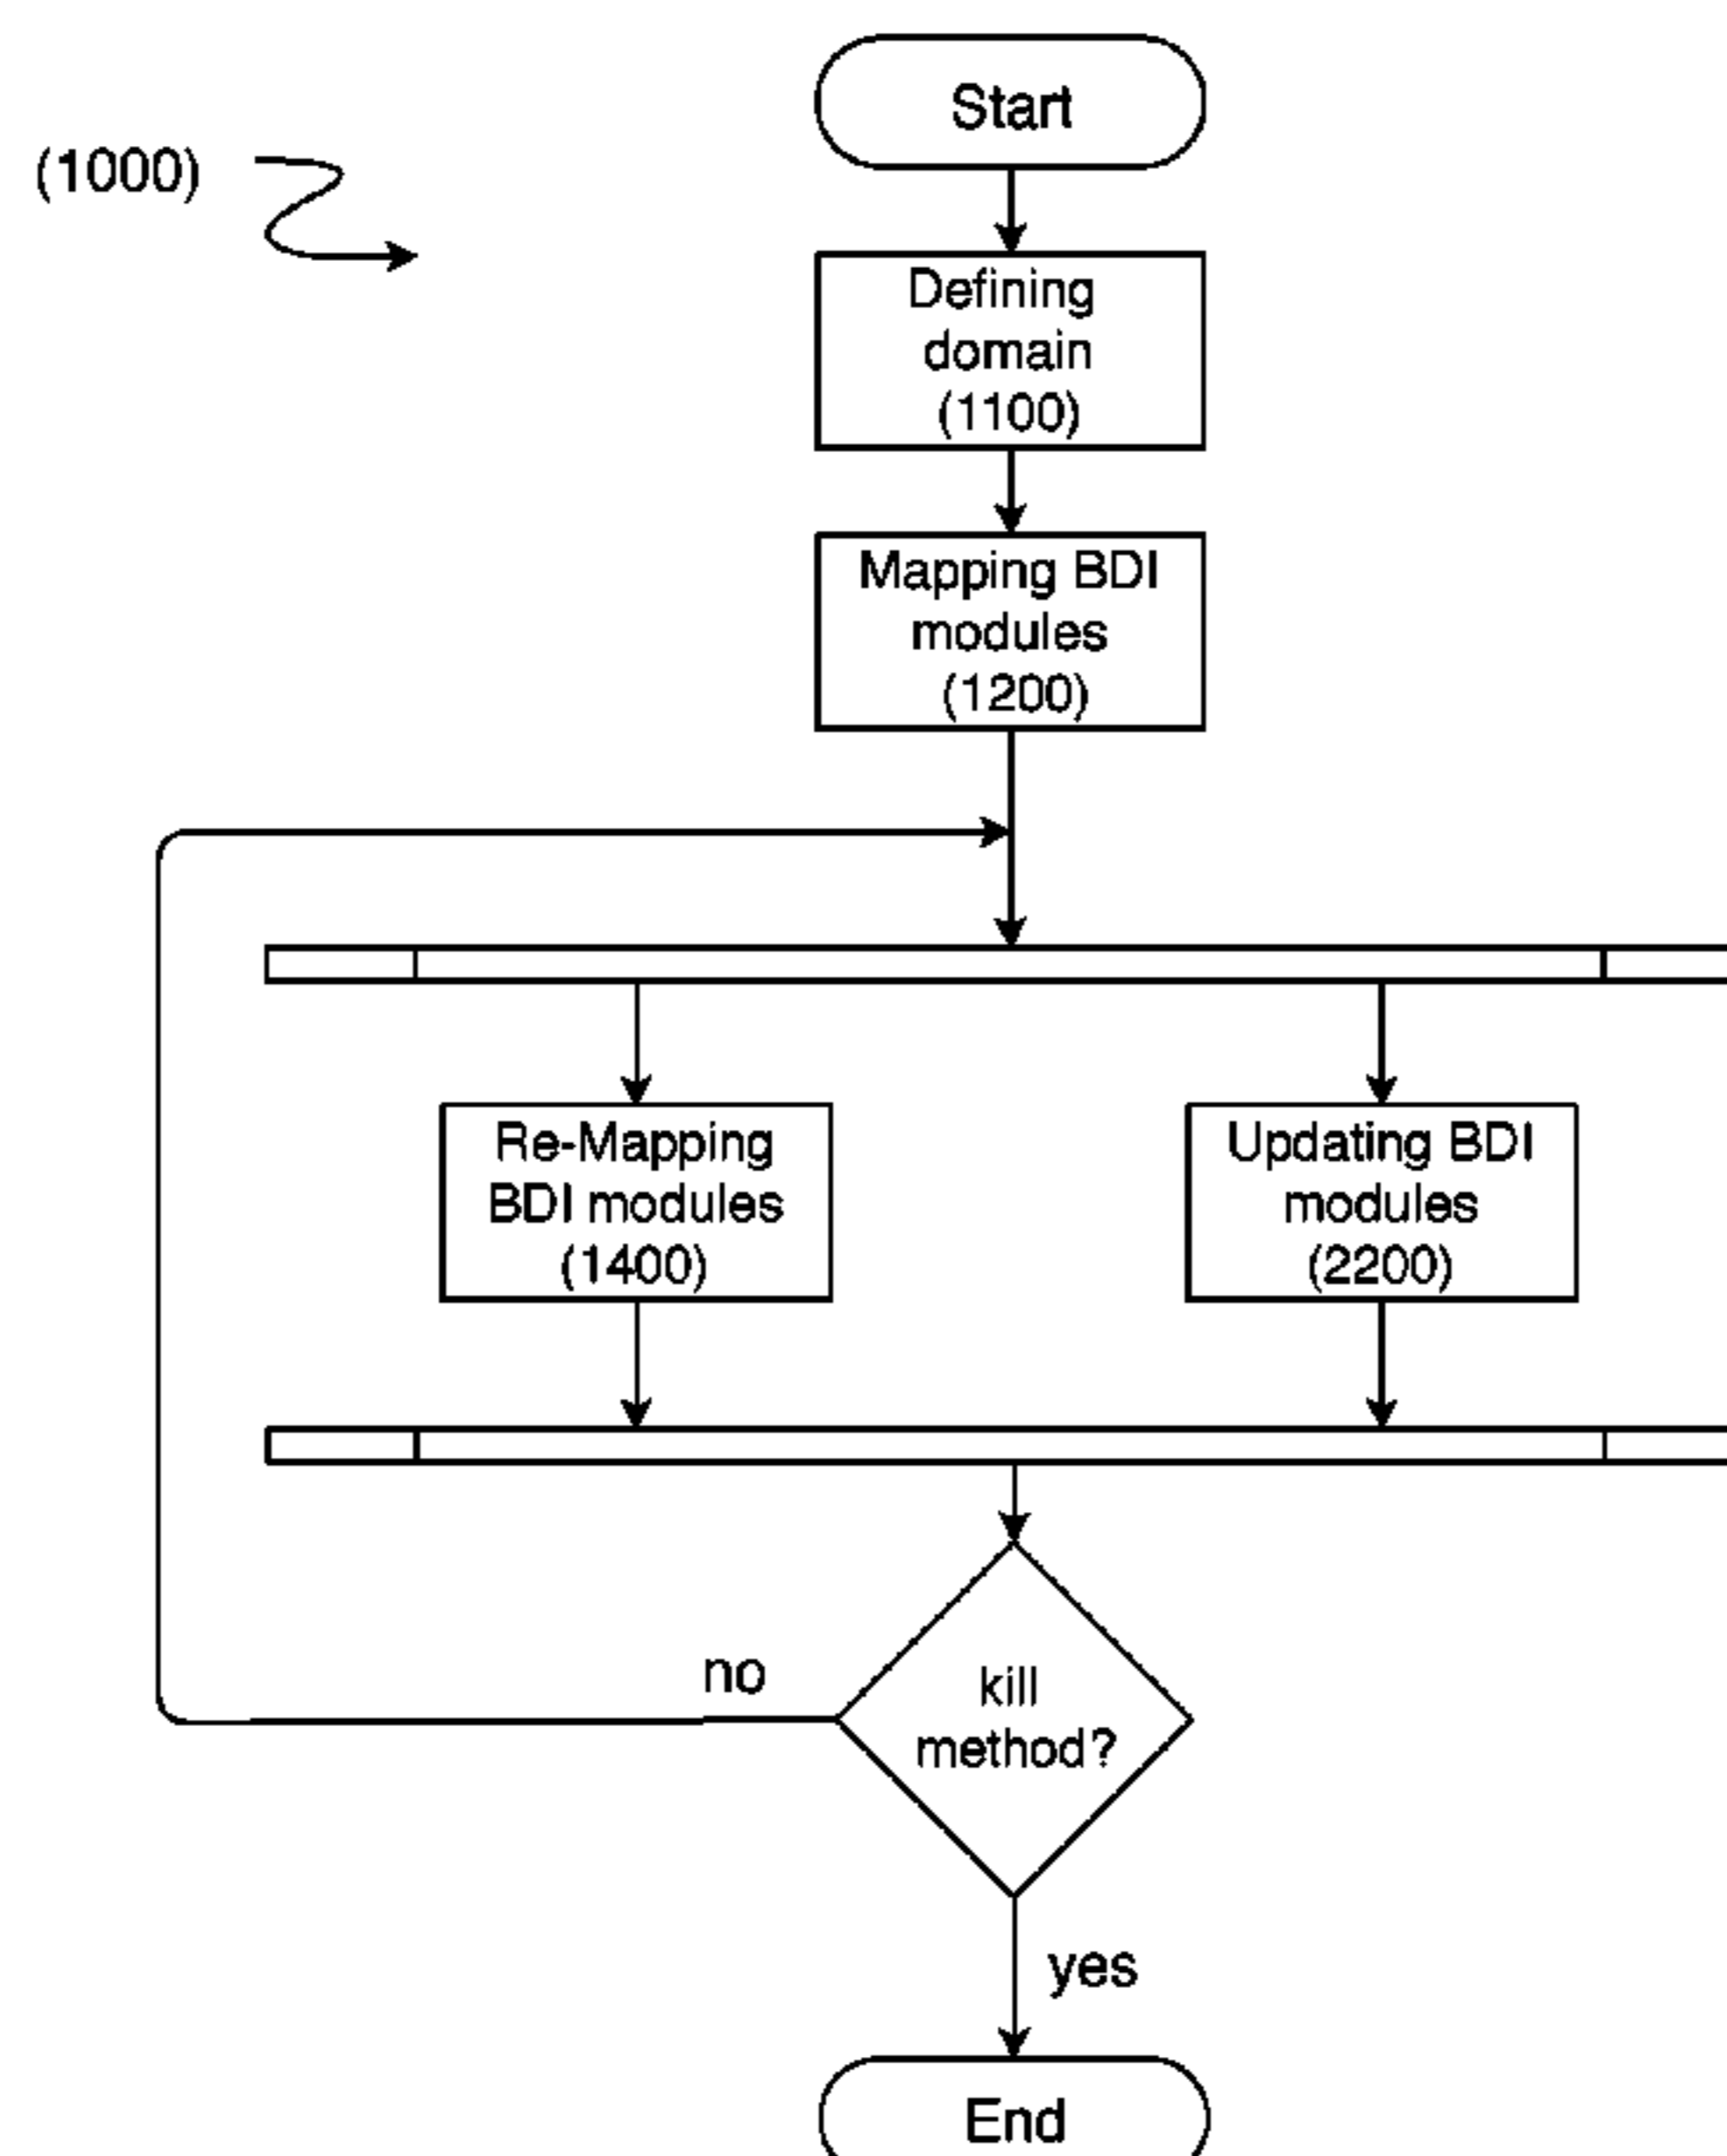 Start
(1000)
Defining
domain
(1100)
Mapping BDI
modules
(1200)
Re-Mapping
BDI modules
(1400)
Updating BDI
modules
(2200)
no
kill
method?
yes
End